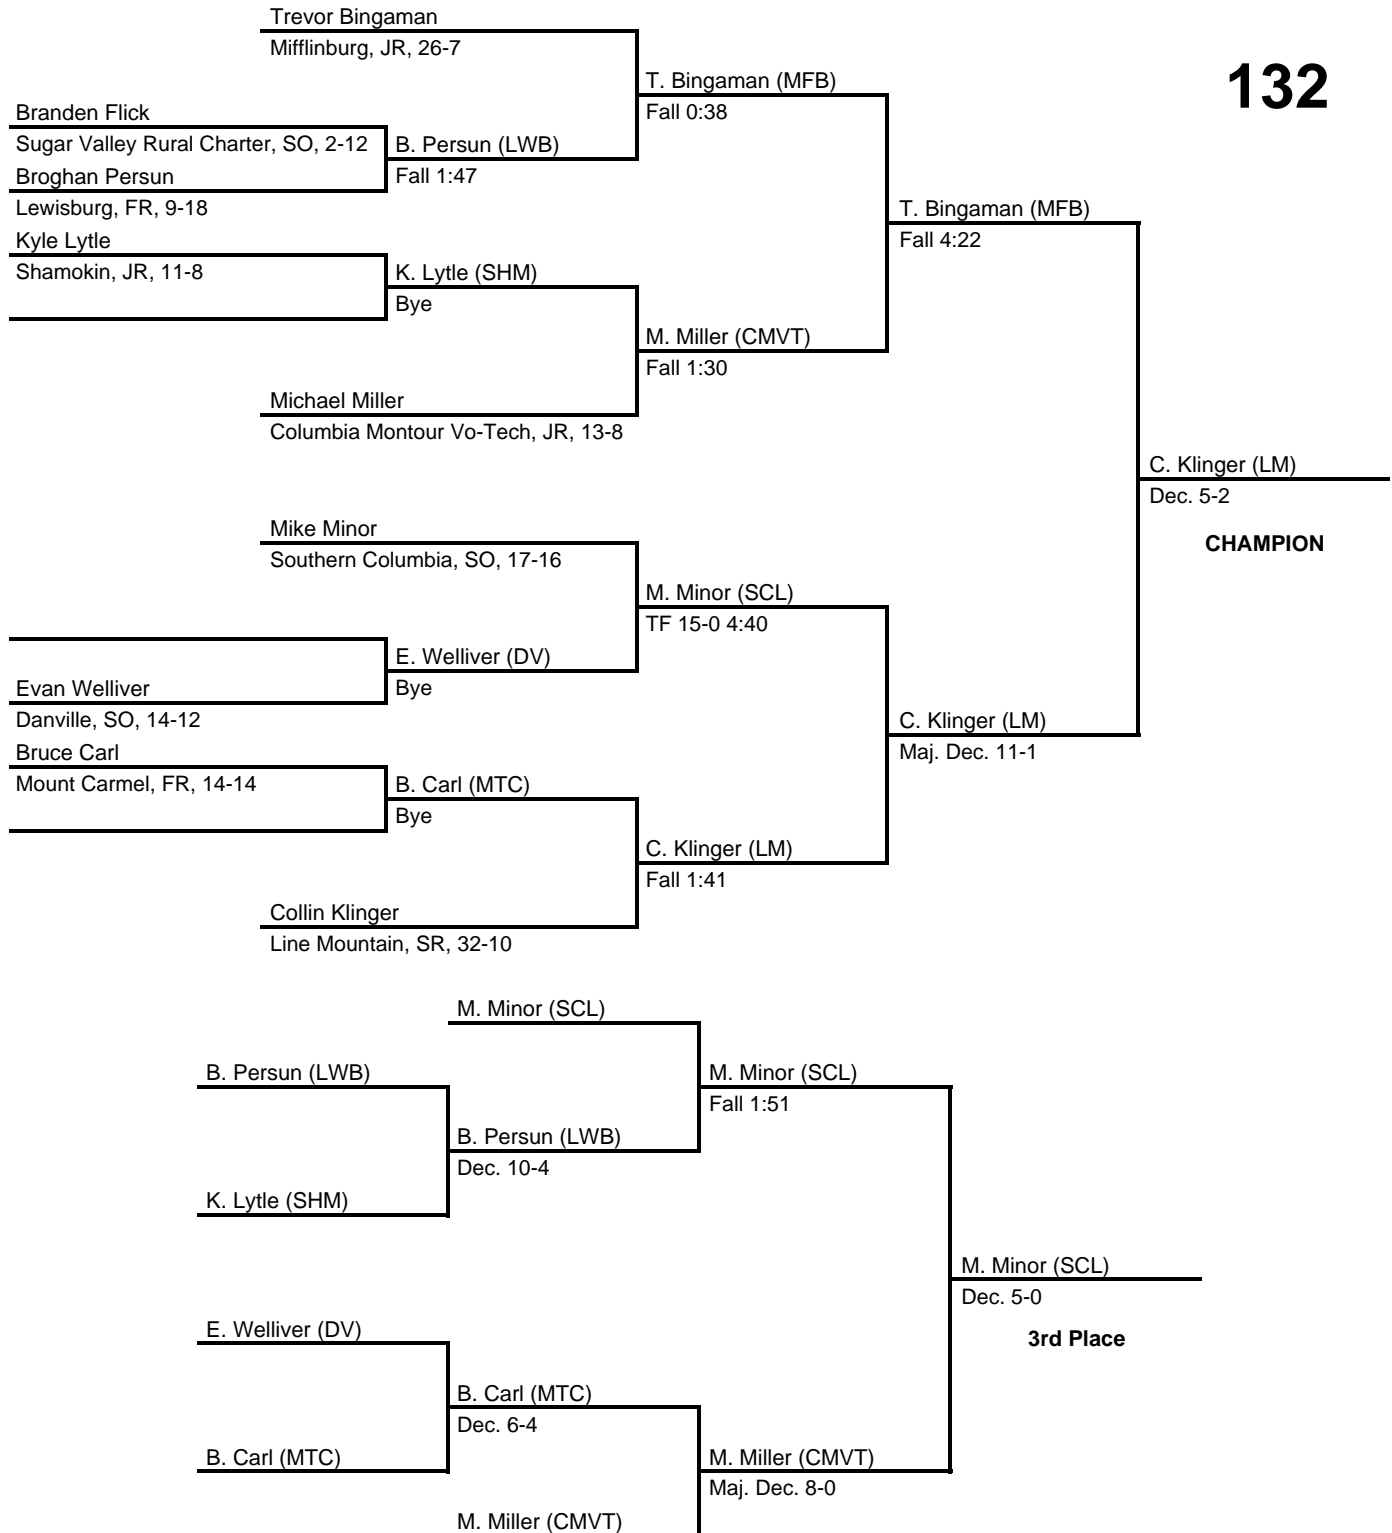 Trevor Bingaman
Mifflinburg, JR, 26-7
132
T. Bingaman (MFB)
Fall 0:38
Branden Flick
Sugar Valley Rural Charter, SO, 2-12
B. Persun (LWB)
Fall 1:47
Broghan Persun
Lewisburg, FR, 9-18
T. Bingaman (MFB)
Fall 4:22
Kyle Lytle
Shamokin, JR, 11-8
K. Lytle (SHM)
Bye
M. Miller (CMVT)
Fall 1:30
Michael Miller
Columbia Montour Vo-Tech, JR, 13-8
C. Klinger (LM)
Dec. 5-2
CHAMPION
Mike Minor
Southern Columbia, SO, 17-16
M. Minor (SCL)
TF 15-0 4:40
E. Welliver (DV)
Bye
Evan Welliver
Danville, SO, 14-12
C. Klinger (LM)
Maj. Dec. 11-1
Bruce Carl
Mount Carmel, FR, 14-14
B. Carl (MTC)
Bye
C. Klinger (LM)
Fall 1:41
Collin Klinger
Line Mountain, SR, 32-10
M. Minor (SCL)
B. Persun (LWB)
M. Minor (SCL)
Fall 1:51
B. Persun (LWB)
Dec. 10-4
K. Lytle (SHM)
M. Minor (SCL)
Dec. 5-0
3rd Place
E. Welliver (DV)
B. Carl (MTC)
Dec. 6-4
B. Carl (MTC)
M. Miller (CMVT)
Maj. Dec. 8-0
M. Miller (CMVT)